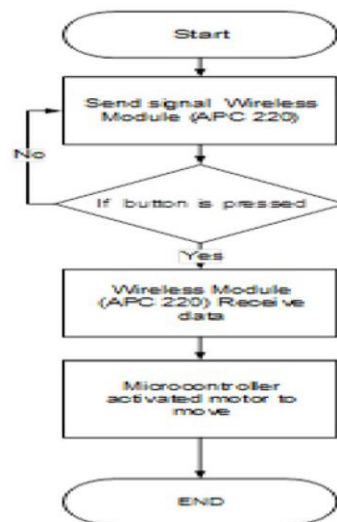 Start
Send signal Wireless
Module (APC 220)
No
If button is pressed
Yes
Wireless Module
(APC 220) Receive
data
Microcontroller
activated motor to
move
END